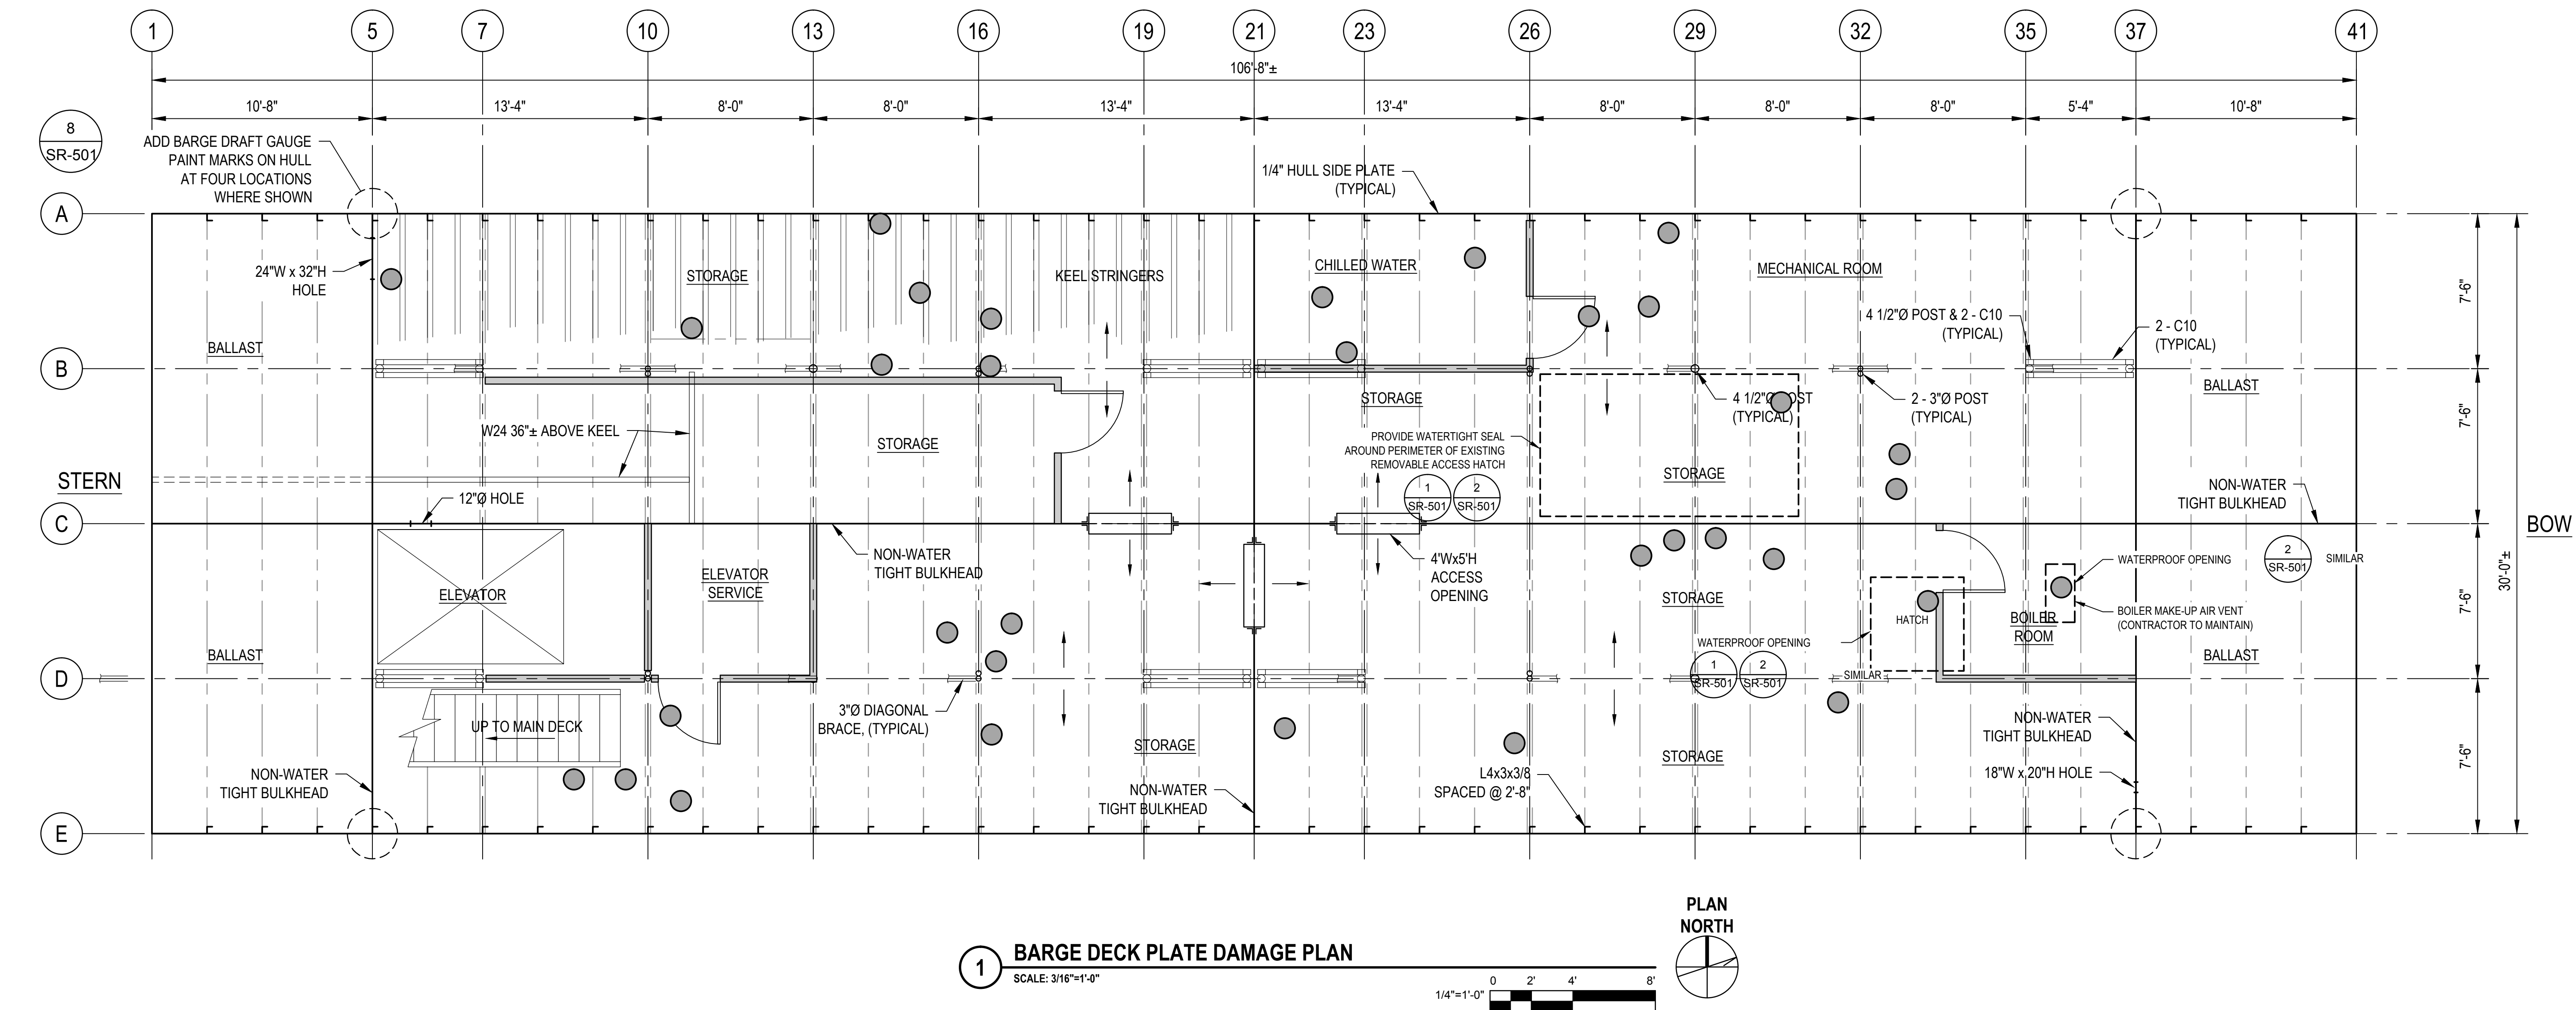 1 5 7 10 13 16 19 21 23 26 29 32 35 37 41
106'-8"±
10'-8" 13'-4" 8'-0" 8'-0" 13'-4" 13'-4" 8'-0" 8'-0" 8'-0" 5'-4" 10'-8"
8
SR-501
ADD BARGE DRAFT GAUGE
PAINT MARKS ON HULL
AT FOUR LOCATIONS
WHERE SHOWN
1/4" HULL SIDE PLATE
(TYPICAL)
A
B
C
D
E
24"W x 32"H
HOLE
STORAGE
KEEL STRINGERS
CHILLED WATER
MECHANICAL ROOM
4 1/2"Ø POST & 2 - C10
(TYPICAL)
2 - C10
(TYPICAL)
7'-6"
BALLAST
BALLAST
STORAGE
4 1/2"Ø POST
(TYPICAL)
2 - 3"Ø POST
(TYPICAL)
7'-6"
W24 36"± ABOVE KEEL
STORAGE
PROVIDE WATERTIGHT SEAL
AROUND PERIMETER OF EXISTING
REMOVABLE ACCESS HATCH
1
SR-501
2
SR-501
STORAGE
STERN
12"Ø HOLE
NON-WATER
TIGHT BULKHEAD
BOW
NON-WATER
TIGHT BULKHEAD
4'Wx5'H
ACCESS
OPENING
2
SR-501
SIMILAR
WATERPROOF OPENING
30'-0"±
ELEVATOR
ELEVATOR
SERVICE
STORAGE
HATCH
BOILER
ROOM
BOILER MAKE-UP AIR VENT
(CONTRACTOR TO MAINTAIN)
7'-6"
BALLAST
WATERPROOF OPENING
1
SR-501
2
SR-501
SIMILAR
BALLAST
UP TO MAIN DECK
3"Ø DIAGONAL
BRACE, (TYPICAL)
STORAGE
STORAGE
NON-WATER
TIGHT BULKHEAD
7'-6"
NON-WATER
TIGHT BULKHEAD
NON-WATER
TIGHT BULKHEAD
L4x3x3/8
SPACED @ 2'-8"
18"W x 20"H HOLE
1
BARGE DECK PLATE DAMAGE PLAN
SCALE: 3/16"=1'-0"
PLAN
NORTH
0 2' 4' 8'
1/4"=1'-0"